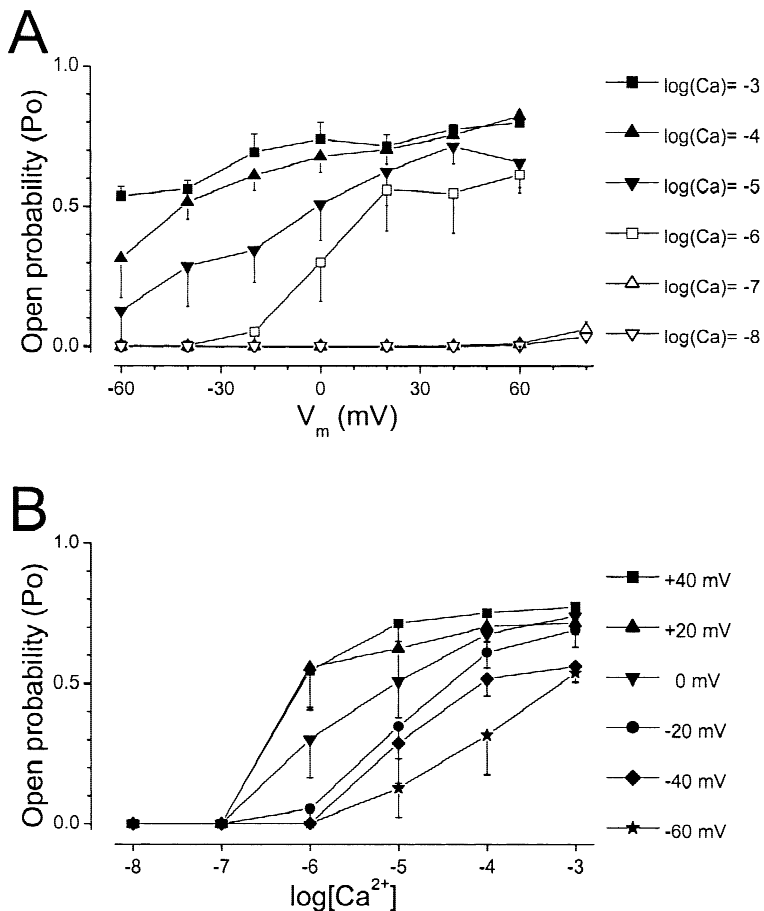 A
1.0
0.5
0.0
Open probability (Po)
-60
-30
0
30
60
Vm (mV)
log(Ca)= -3
log(Ca)= -4
log(Ca)= -5
log(Ca)= -6
log(Ca)= -7
log(Ca)= -8
B
1.0
0.5
0.0
Open probability (Po)
-8
-7
-6
-5
-4
-3
log[Ca2+]
+40 mV
+20 mV
0 mV
-20 mV
-40 mV
-60 mV